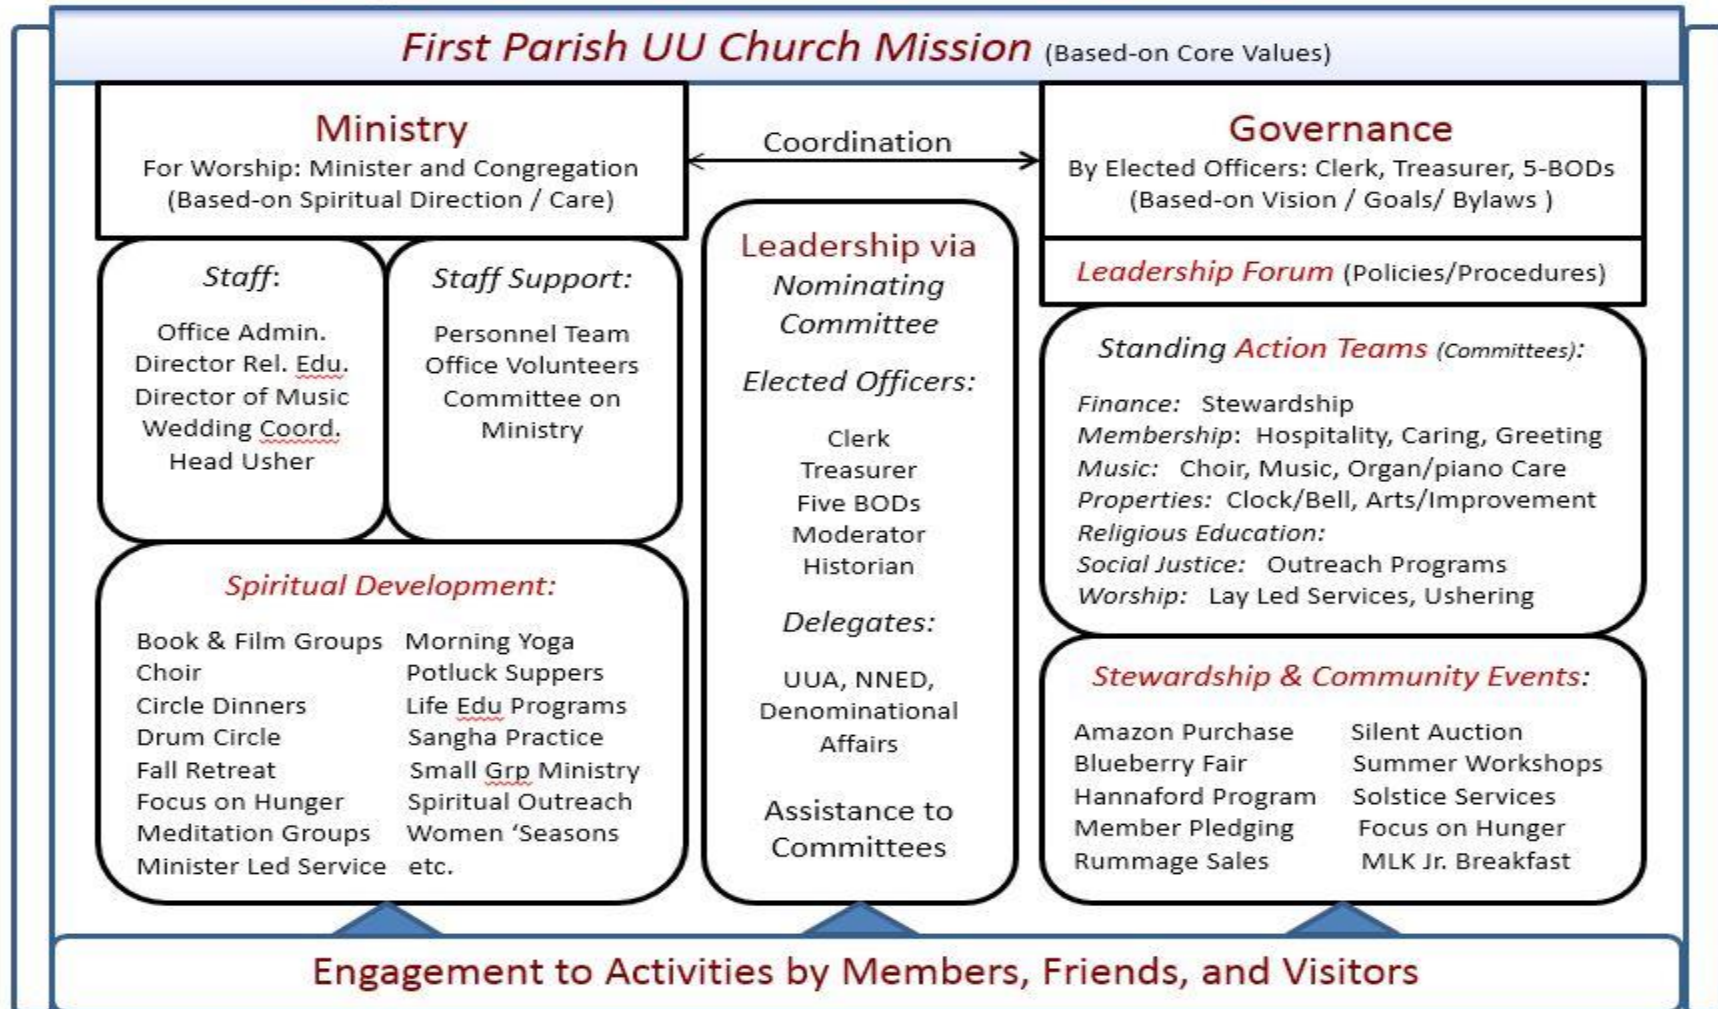 First Parish UU Church Mission (Based-on Core Values)
Ministry
For Worship: Minister and Congregation
(Based-on Spiritual Direction / Care)
Coordination
Governance
By Elected Officers: Clerk, Treasurer, 5-BODs
(Based-on Vision / Goals/ Bylaws )
Staff:
Office Admin.
Director Rel. Edu.
Director of Music
Wedding Coord.
Head Usher
Staff Support:
Personnel Team
Office Volunteers
Committee on
Ministry
Spiritual Development:
Book & Film Groups Morning Yoga
Choir Potluck Suppers
Circle Dinners Life Edu Programs
Drum Circle Sangha Practice
Fall Retreat Small Grp Ministry
Focus on Hunger Spiritual Outreach
Meditation Groups Women ‘Seasons
Minister Led Service etc.
Leadership via
Nominating
Committee
Elected Officers:
Clerk
Treasurer
Five BODs
Moderator
Historian
Delegates:
UUA, NNED,
Denominational
Affairs
Assistance to
Committees
Leadership Forum (Policies/Procedures)
Standing Action Teams (Committees):
Finance: Stewardship
Membership: Hospitality, Caring, Greeting
Music: Choir, Music, Organ/piano Care
Properties: Clock/Bell, Arts/Improvement
Religious Education:
Social Justice: Outreach Programs
Worship: Lay Led Services, Ushering
Stewardship & Community Events:
Amazon Purchase Silent Auction
Blueberry Fair Summer Workshops
Hannaford Program Solstice Services
Member Pledging Focus on Hunger
Rummage Sales MLK Jr. Breakfast
Engagement to Activities by Members, Friends, and Visitors